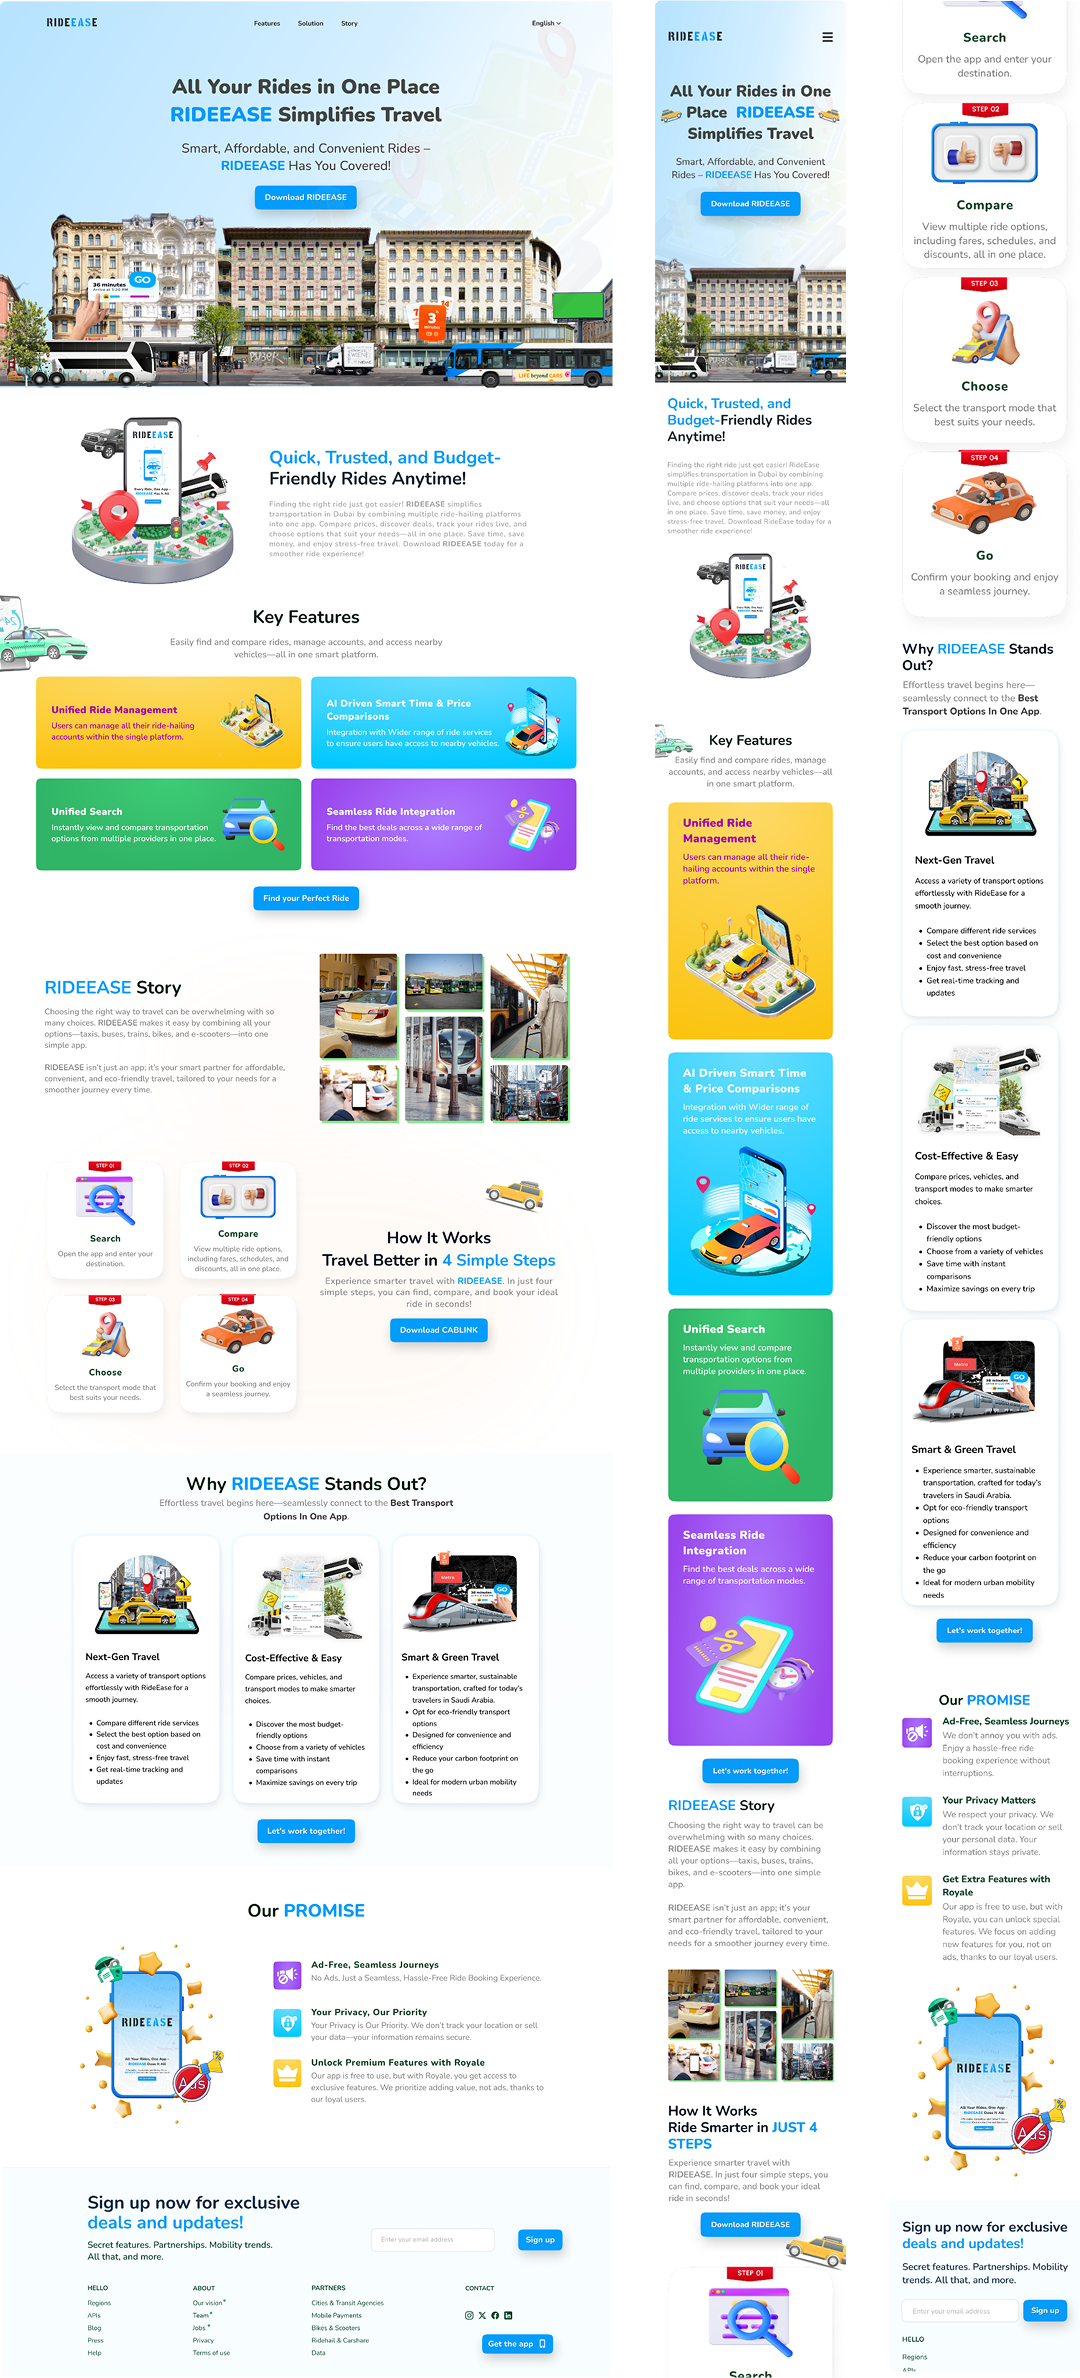 RIDEEASE
Features Solution Story
English
All Your Rides in One Place
RIDEEASE Simplifies Travel
Smart, Affordable, and Convenient Rides –
RIDEEASE Has You Covered!
Download RIDEEASE
36 minutes
GO
3
minutes
LIFE beyond CARS
RIDEEASE
Quick, Trusted, and Budget-
Friendly Rides Anytime!
Finding the right ride just got easier! RIDEEASE simplifies
transportation in Dubai by combining multiple ride-hailing platforms
into one app. Compare prices, discover deals, track your rides live, and
choose options that suit your needs—all in one place. Save time, save
money, and enjoy stress-free travel. Download RIDEEASE today for a
smoother ride experience!
Key Features
Easily find and compare rides, manage accounts, and access nearby
vehicles—all in one smart platform.
Unified Ride Management
Users can manage all their ride-hailing
accounts within the single platform.
AI Driven Smart Time & Price
Comparisons
Integration with Wider range of ride services
to ensure users have access to nearby vehicles.
Unified Search
Instantly view and compare transportation
options from multiple providers in one place.
Seamless Ride Integration
Find the best deals across a wide range of
transportation modes.
Find your Perfect Ride
RIDEEASE Story
Choosing the right way to travel can be overwhelming with so
many choices. RIDEEASE makes it easy by combining all your
options—taxis, buses, trains, bikes, and e-scooters—into one
simple app.
RIDEEASE isn't just an app; it's your smart partner for affordable,
convenient, and eco-friendly travel, tailored to your needs for a
smoother journey every time.
STEP 01
Search
Open the app and enter your
destination.
STEP 02
Compare
View multiple ride options,
including fares, schedules, and
discounts, all in one place.
STEP 03
Choose
Select the transport mode that
best suits your needs.
STEP 04
Go
Confirm your booking and enjoy
a seamless journey.
How It Works
Travel Better in 4 Simple Steps
Experience smarter travel with RIDEEASE. In just four
simple steps, you can find, compare, and book your ideal
ride in seconds!
Download CABLINK
Why RIDEEASE Stands Out?
Effortless travel begins here—seamlessly connect to the Best Transport
Options In One App.
Next-Gen Travel
Access a variety of transport options
effortlessly with RideEase for a
smooth journey.
• Compare different ride services
• Select the best option based on
cost and convenience
• Enjoy fast, stress-free travel
• Get real-time tracking and
updates
Cost-Effective & Easy
Compare prices, vehicles, and
transport modes to make smarter
choices.
• Discover the most budget-
friendly options
• Choose from a variety of vehicles
• Save time with instant
comparisons
• Maximize savings on every trip
Metro
GO
Smart & Green Travel
• Experience smarter, sustainable
transportation, crafted for today's
travelers in Saudi Arabia.
• Opt for eco-friendly transport
options
• Designed for convenience and
efficiency
• Reduce your carbon footprint on
the go
• Ideal for modern urban mobility
needs
Let's work together!
Our PROMISE
RIDEEASE
Ads
Ad-Free, Seamless Journeys
No Ads, Just a Seamless, Hassle-Free Ride Booking Experience.
Your Privacy, Our Priority
Your Privacy is Our Priority. We don't track your location or sell
your data—your information remains secure.
Unlock Premium Features with Royale
Our app is free to use, but with Royale, you get access to
exclusive features. We prioritize adding value, not ads, thanks to
our loyal users.
Sign up now for exclusive
deals and updates!
Secret features. Partnerships. Mobility trends.
All that, and more.
Enter your email address
Sign up
HELLO
Regions
APIs
Blog
Press
Help
ABOUT
Our vision
Team
Jobs
Privacy
Terms of use
PARTNERS
Cities & Transit Agencies
Mobile Payments
Bikes & Scooters
Ridehail & Carshare
Data
CONTACT
Get the app
RIDEEASE
All Your Rides in One
Place RIDEEASE
Simplifies Travel
Smart, Affordable, and Convenient
Rides – RIDEEASE Has You Covered!
Download RIDEEASE
Quick, Trusted, and
Budget-Friendly Rides
Anytime!
Finding the right ride just got easier! RideEase
simplifies transportation in Dubai by combining
multiple ride-hailing platforms into one app.
Compare prices, discover deals, track your rides
live, and choose options that suit your needs—all
in one place. Save time, save money, and enjoy
stress-free travel. Download RideEase today for a
smoother ride experience!
RIDEEASE
Key Features
Easily find and compare rides, manage
accounts, and access nearby vehicles—all
in one smart platform.
Unified Ride
Management
Users can manage all their ride-
hailing accounts within the single
platform.
AI Driven Smart Time
& Price Comparisons
Integration with Wider range of
ride services to ensure users have
access to nearby vehicles.
Unified Search
Instantly view and compare
transportation options from
multiple providers in one place.
Seamless Ride
Integration
Find the best deals across a wide
range of transportation modes.
Let's work together!
RIDEEASE Story
Choosing the right way to travel can be
overwhelming with so many choices.
RIDEEASE makes it easy by combining
all your options—taxis, buses, trains,
bikes, and e-scooters—into one simple
app.
RIDEEASE isn't just an app; it's your
smart partner for affordable, convenient,
and eco-friendly travel, tailored to your
needs for a smoother journey every time.
How It Works
Ride Smarter in JUST 4
STEPS
Experience smarter travel with
RIDEEASE. In just four simple steps, you
can find, compare, and book your ideal
ride in seconds!
Download RIDEEASE
STEP 01
Search
Search
Open the app and enter your
destination.
STEP 02
Compare
View multiple ride options,
including fares, schedules, and
discounts, all in one place.
STEP 03
Choose
Select the transport mode that
best suits your needs.
STEP 04
Go
Confirm your booking and enjoy
a seamless journey.
Why RIDEEASE Stands
Out?
Effortless travel begins here—
seamlessly connect to the Best
Transport Options In One App.
Next-Gen Travel
Access a variety of transport options
effortlessly with RideEase for a
smooth journey.
• Compare different ride services
• Select the best option based on
cost and convenience
• Enjoy fast, stress-free travel
• Get real-time tracking and
updates
Cost-Effective & Easy
Compare prices, vehicles, and
transport modes to make smarter
choices.
• Discover the most budget-
friendly options
• Choose from a variety of vehicles
• Save time with instant
comparisons
• Maximize savings on every trip
Metro
GO
Smart & Green Travel
• Experience smarter, sustainable
transportation, crafted for today's
travelers in Saudi Arabia.
• Opt for eco-friendly transport
options
• Designed for convenience and
efficiency
• Reduce your carbon footprint on
the go
• Ideal for modern urban mobility
needs
Let's work together!
Our PROMISE
Ad-Free, Seamless Journeys
We don't annoy you with ads.
Enjoy a hassle-free ride
booking experience without
interruptions.
Your Privacy Matters
We respect your privacy. We
don't track your location or sell
your personal data. Your
information stays private.
Get Extra Features with
Royale
Our app is free to use, but with
Royale, you can unlock special
features. We focus on adding
new features for you, not on
ads, thanks to our loyal users.
RIDEEASE
Ads
Sign up now for exclusive
deals and updates!
Secret features. Partnerships. Mobility
trends. All that, and more.
Enter your email address
Sign up
HELLO
Regions
APIs